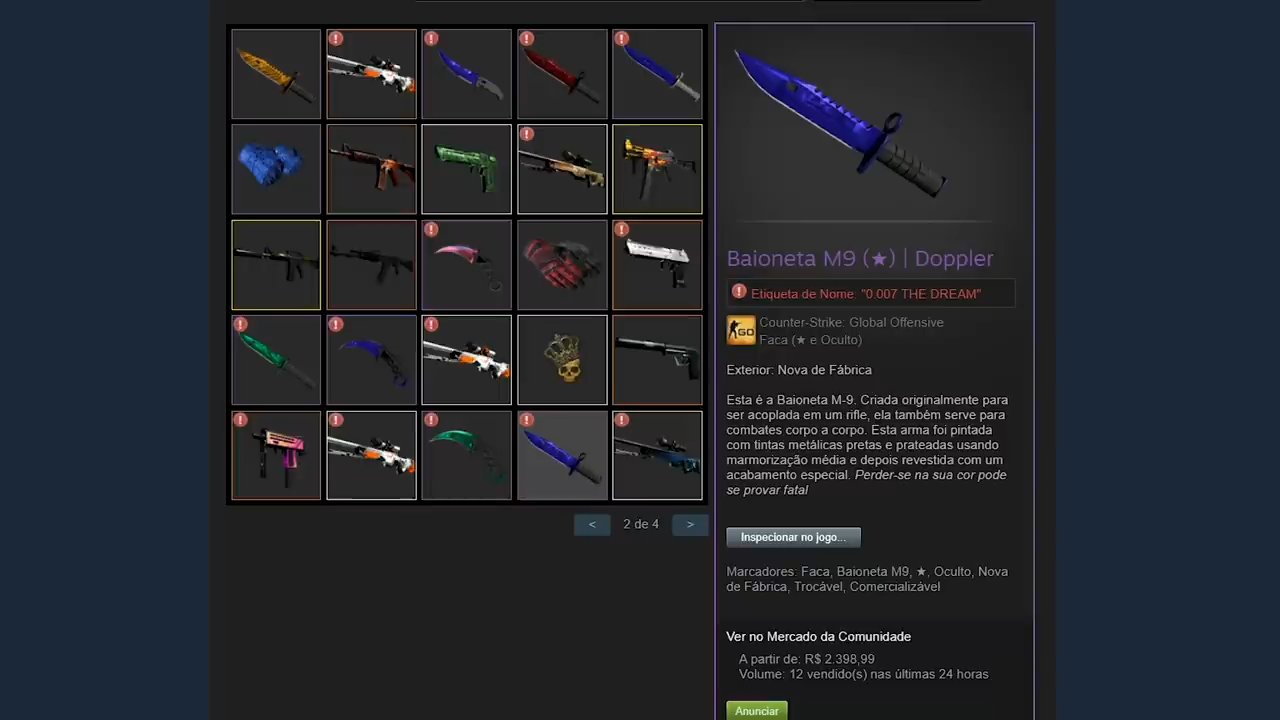 Baioneta M9 (★) | Doppler
Etiqueta de Nome: "0.007 THE DREAM"
GO
Counter-Strike: Global Offensive
Faca (★ e Oculto)
Exterior: Nova de Fábrica
Esta é a Baioneta M-9. Criada originalmente para
ser acoplada em um rifle, ela também serve para
combates corpo a corpo. Esta arma foi pintada
com tintas metálicas pretas e prateadas usando
marmorização média e depois revestida com um
acabamento especial. Perder-se na sua cor pode
se provar fatal
< 2 de 4 >
Inspecionar no jogo...
Marcadores: Faca, Baioneta M9, ★, Oculto, Nova
de Fábrica, Trocável, Comercializável
Ver no Mercado da Comunidade
A partir de: R$ 2.398,99
Volume: 12 vendido(s) nas últimas 24 horas
Anunciar